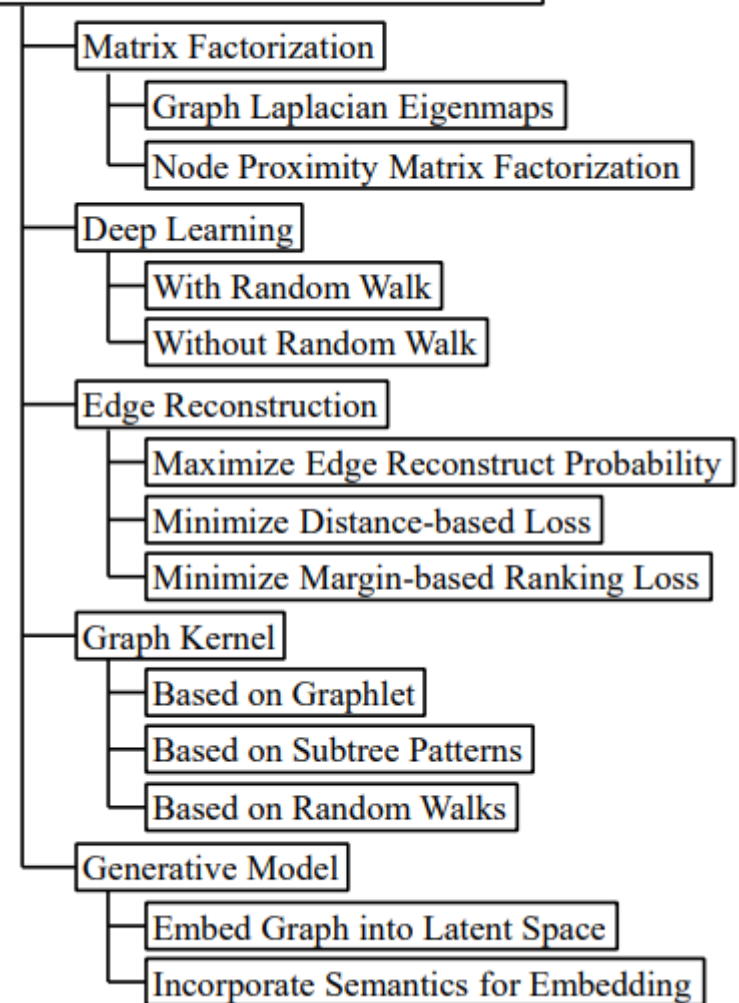 Matrix Factorization
Graph Laplacian Eigenmaps
Node Proximity Matrix Factorization
Deep Learning
With Random Walk
Without Random Walk
Edge Reconstruction
Maximize Edge Reconstruct Probability
Minimize Distance-based Loss
Minimize Margin-based Ranking Loss
Graph Kernel
Based on Graphlet
Based on Subtree Patterns
Based on Random Walks
Generative Model
Embed Graph into Latent Space
Incorporate Semantics for Embedding